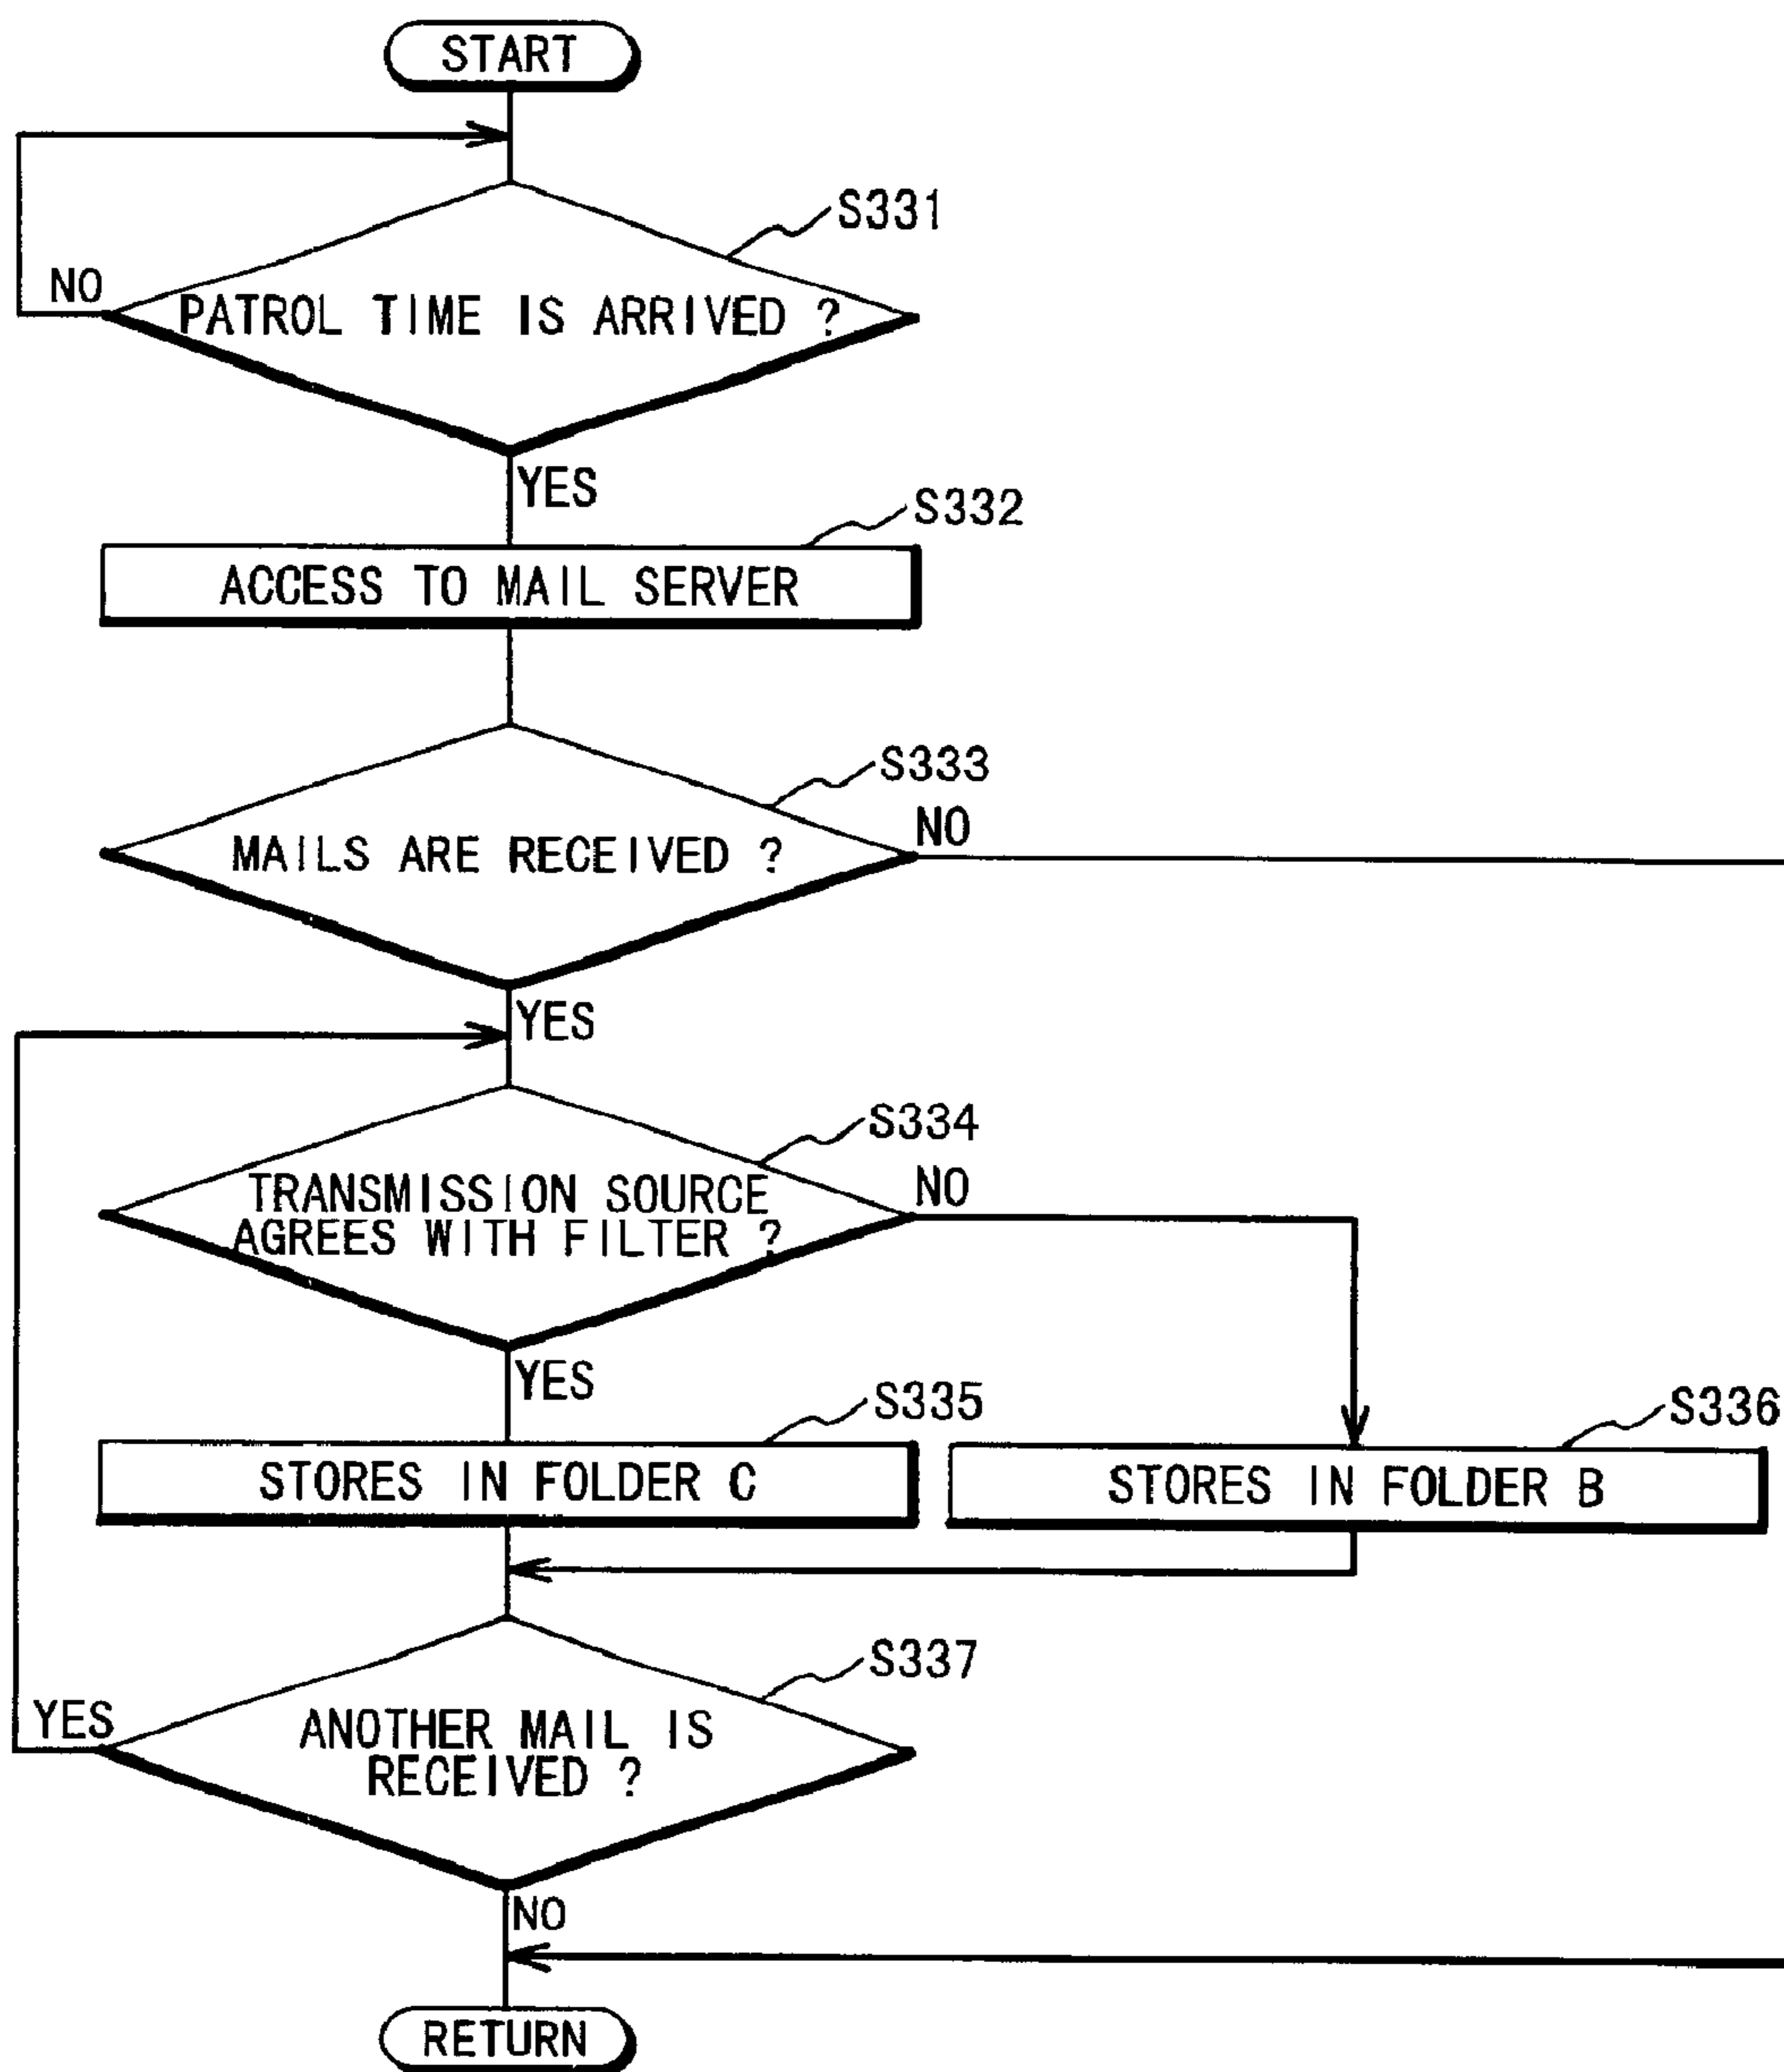 START
S331
NO
PATROL TIME IS ARRIVED ?
YES
S332
ACCESS TO MAIL SERVER
S333
NO
MAILS ARE RECEIVED ?
YES
S334
NO
TRANSMISSION SOURCE
AGREES WITH FILTER ?
YES
S335
S336
STORES IN FOLDER C
STORES IN FOLDER B
S337
YES
ANOTHER MAIL IS
RECEIVED ?
NO
RETURN